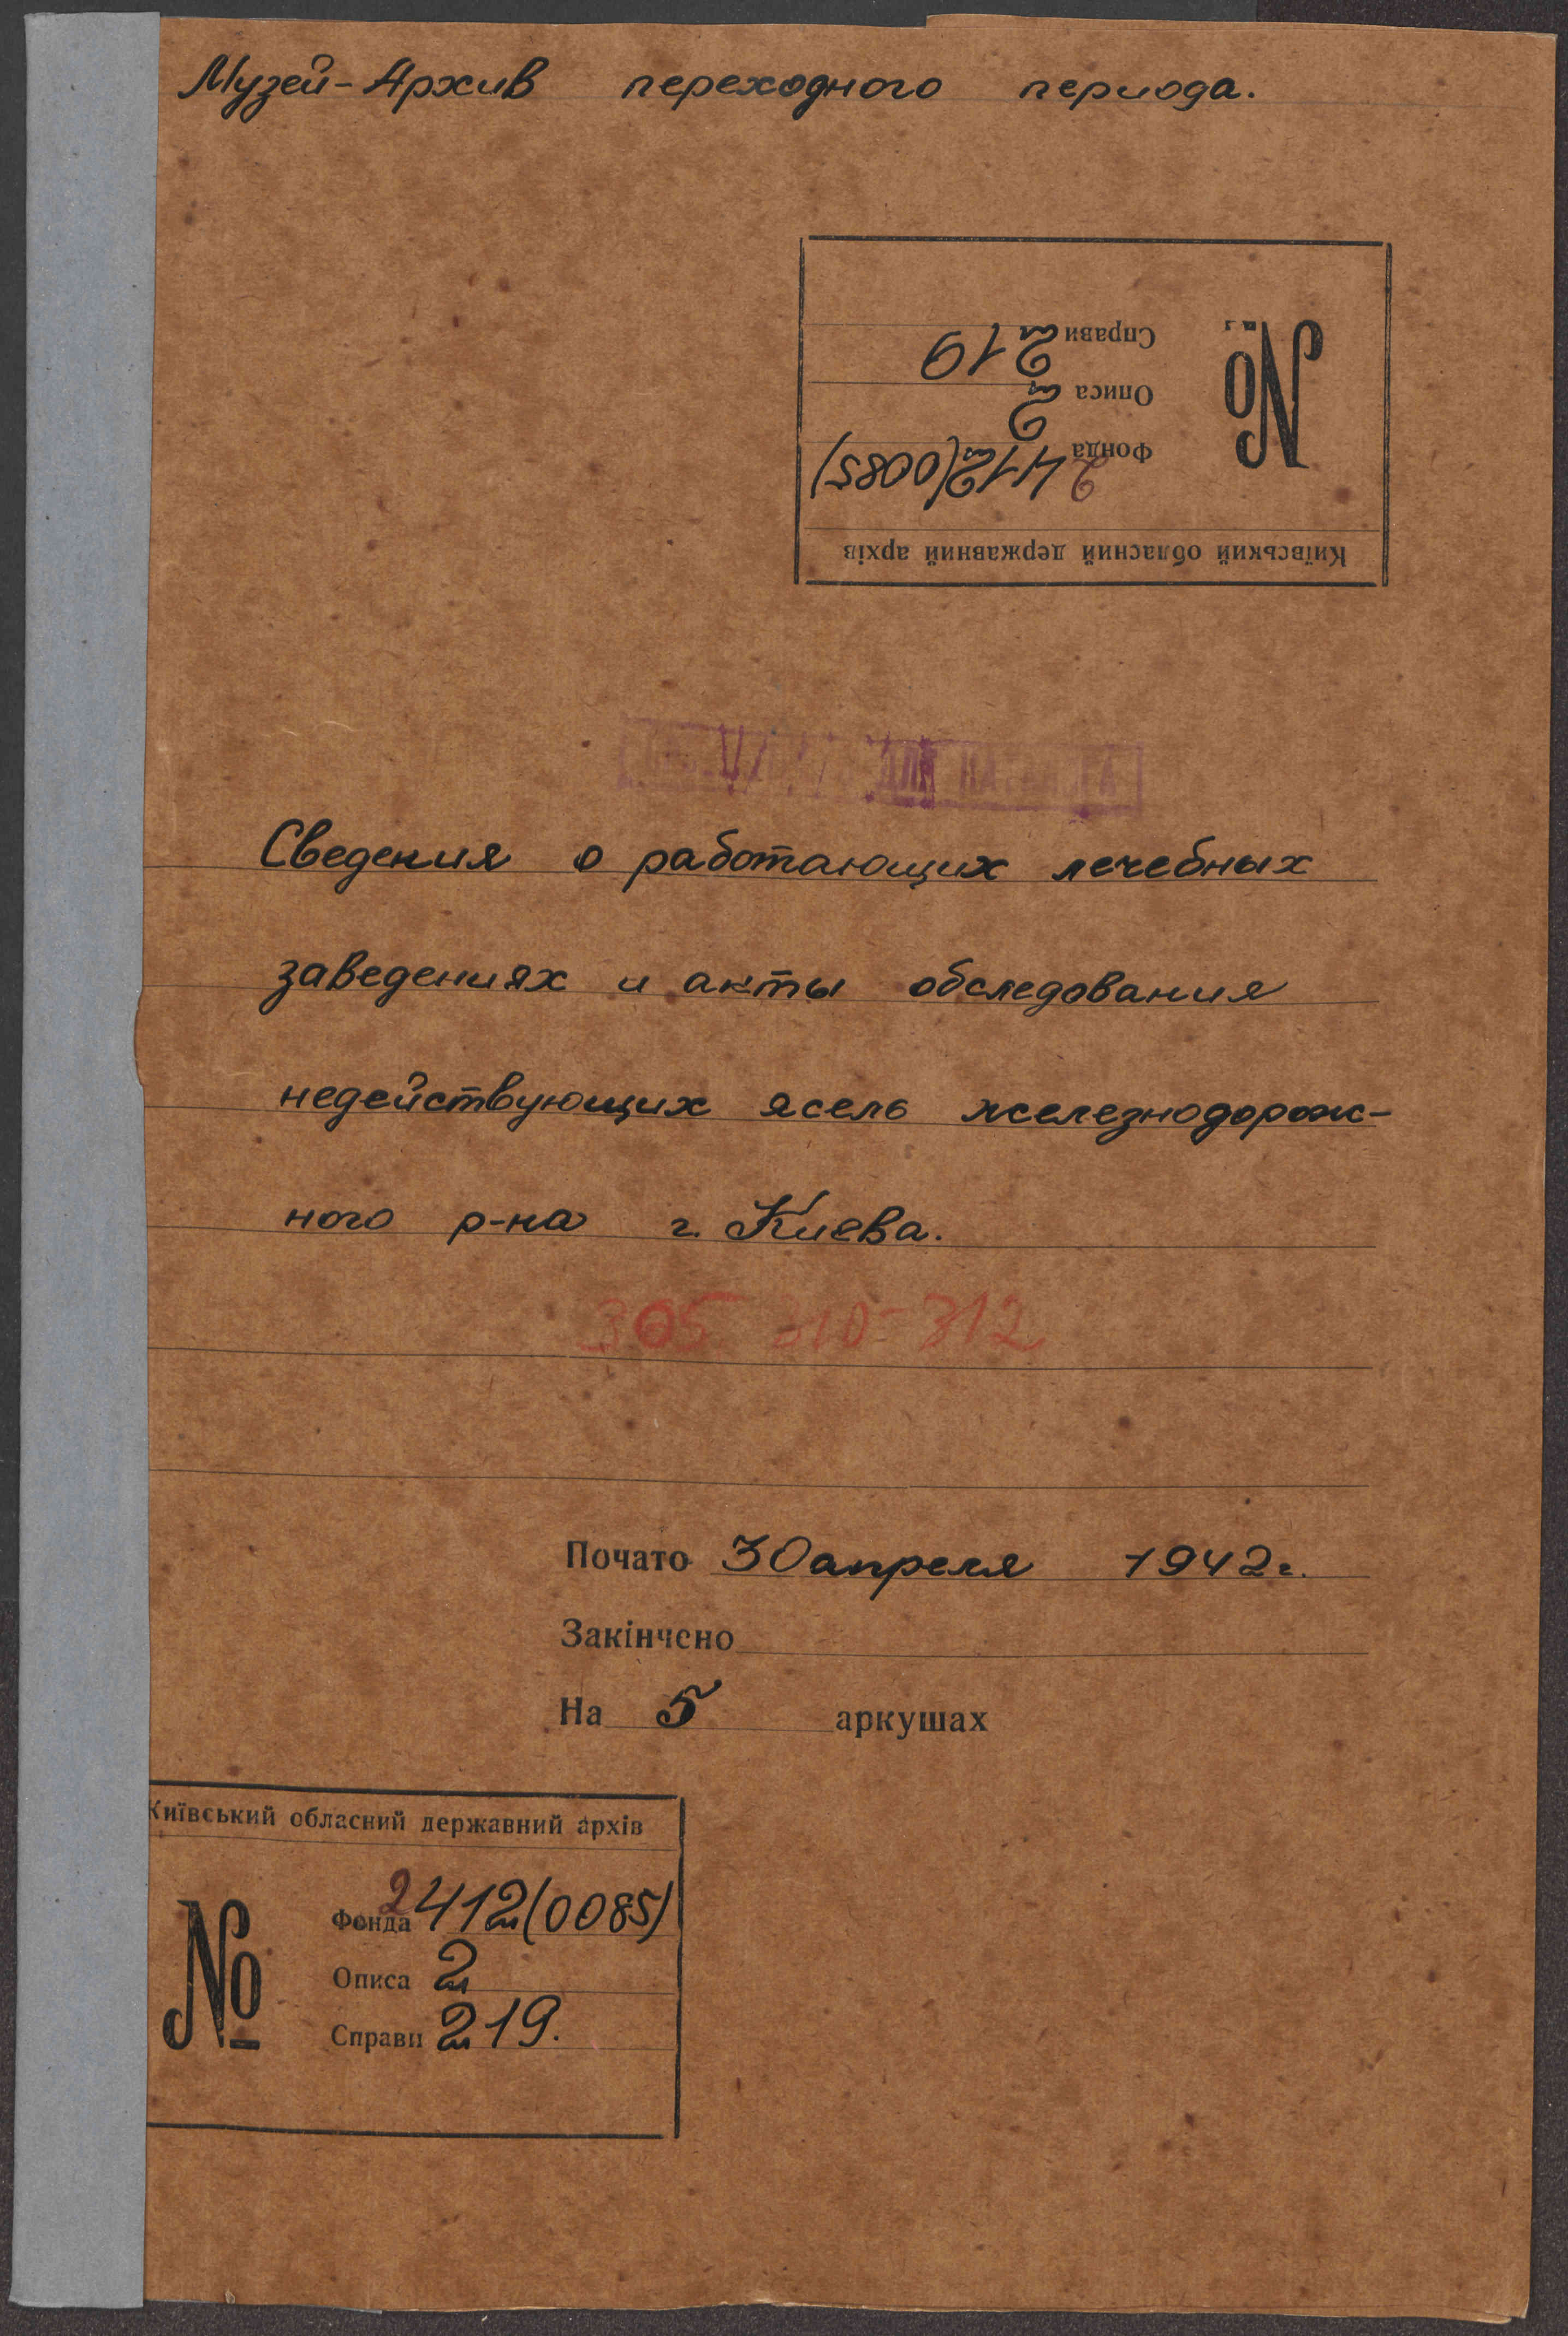 Музей-Архив переходного периода.
Київський обласний державний архів
№
Фонда 2412(0085)
Описа 2
Справи 219
для
Сведения о работающих лечебных
заведениях и акты обследования
недействующих ясель железнодорож-
ного р-на г. Киева.
305 310-312
Почато 30 апреля 1942 г.
Закінчено
На 5 аркушах
Київський обласний державний архів
№
Фонда 2412(0085)
Описа 2
Справи 219.